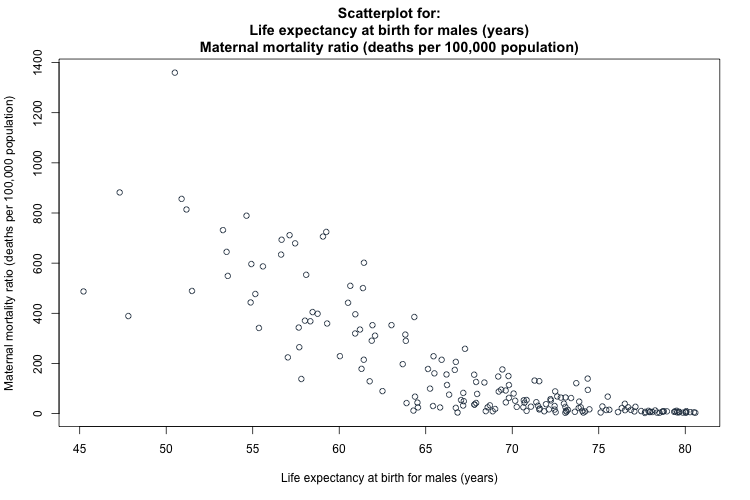 Scatterplot for:
Life expectancy at birth for males (years)
Maternal mortality ratio (deaths per 100,000 population)
Maternal mortality ratio (deaths per 100,000 population)
1400
1200
1000
800
600
400
200
0
45 50 55 60 65 70 75 80
Life expectancy at birth for males (years)